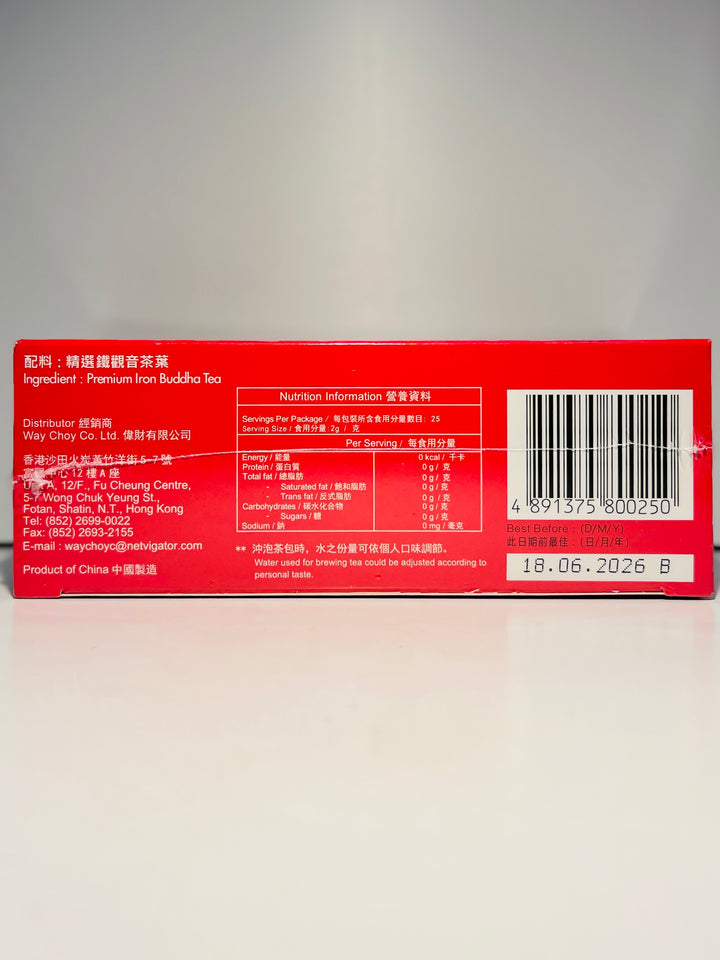 配料：精選鐵觀音茶葉
Ingredient : Premium Iron Buddha Tea
Distributor 經銷商
Way Choy Co. Ltd. 偉財有限公司
香港沙田火炭黃竹洋街5-7號
中心12樓A座
A, 12/F., Fu Cheung Centre,
5-7 Wong Chuk Yeung St.,
Fotan, Shatin, N.T., Hong Kong
Tel: (852) 2699-0022
Fax: (852) 2693-2155
E-mail : waychoyc@netvigator.com
Product of China 中國製造
Nutrition Information 營養資料
Servings Per Package / 每包裝所含食用分量數目: 25
Serving Size / 食用分量: 2g / 克
Per Serving / 每食用分量
Energy / 能量 0 kcal / 千卡
Protein / 蛋白質 0 g / 克
Total fat / 總脂肪 0 g / 克
- Saturated fat / 飽和脂肪 0 g / 克
- Trans fat / 反式脂肪 0 g / 克
Carbohydrates / 碳水化合物 0 g / 克
- Sugars / 糖 0 g / 克
Sodium / 鈉 0 mg / 毫克
** 沖泡茶包時，水之份量可依個人口味調節。
Water used for brewing tea could be adjusted according to
personal taste.
4 891375 800250
Best Before : (D/M/Y)
此日期前最佳 : (日/月/年)
18.06.2026 B